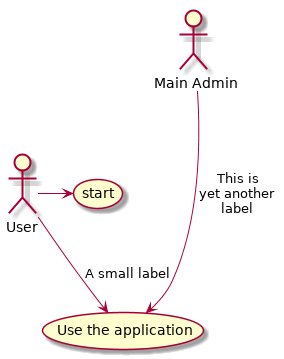 Main Admin
This is
yet another
label
start
User
A small label
Use the application